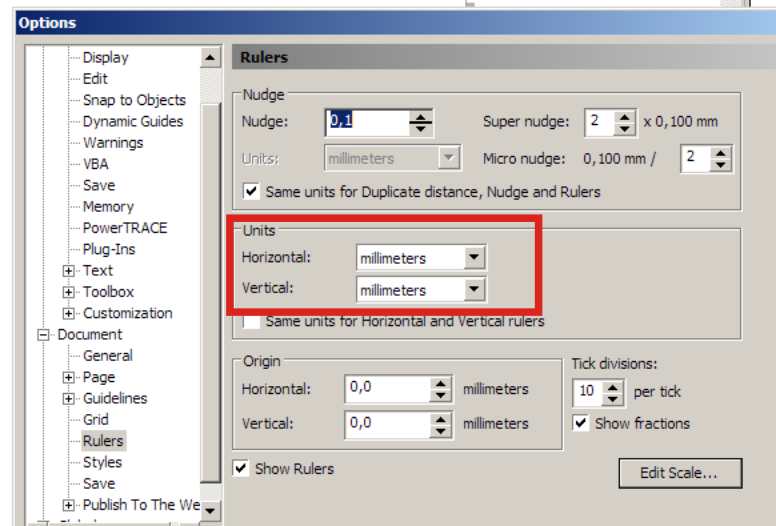 Options
Display
Edit
Snap to Objects
Dynamic Guides
Warnings
VBA
Save
Memory
PowerTRACE
Plug-Ins
Text
Toolbox
Customization
Document
General
Page
Guidelines
Grid
Rulers
Styles
Save
Publish To The We
Rulers
Nudge
Nudge: 0,1 Super nudge: 2 x 0,100 mm
Units: millimeters Micro nudge: 0,100 mm / 2
Same units for Duplicate distance, Nudge and Rulers
Units
Horizontal: millimeters
Vertical: millimeters
Same units for Horizontal and Vertical rulers
Origin
Horizontal: 0,0 millimeters
Vertical: 0,0 millimeters
Tick divisions:
10 per tick
Show fractions
Show Rulers
Edit Scale...